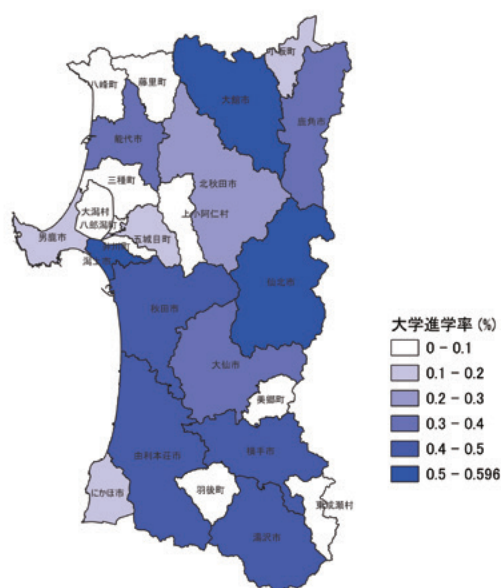 小坂町
八峰町
藤里町
大館市
鹿角市
能代市
北秋田市
三種町
大潟村
八郎潟町
上小阿仁村
男鹿市
五城目町
潟上市
仙北市
秋田市
大仙市
美郷町
由利本荘市
横手市
にかほ市
羽後町
東成瀬村
湯沢市
大学進学率 (%)
0 - 0.1
0.1 - 0.2
0.2 - 0.3
0.3 - 0.4
0.4 - 0.5
0.5 - 0.596